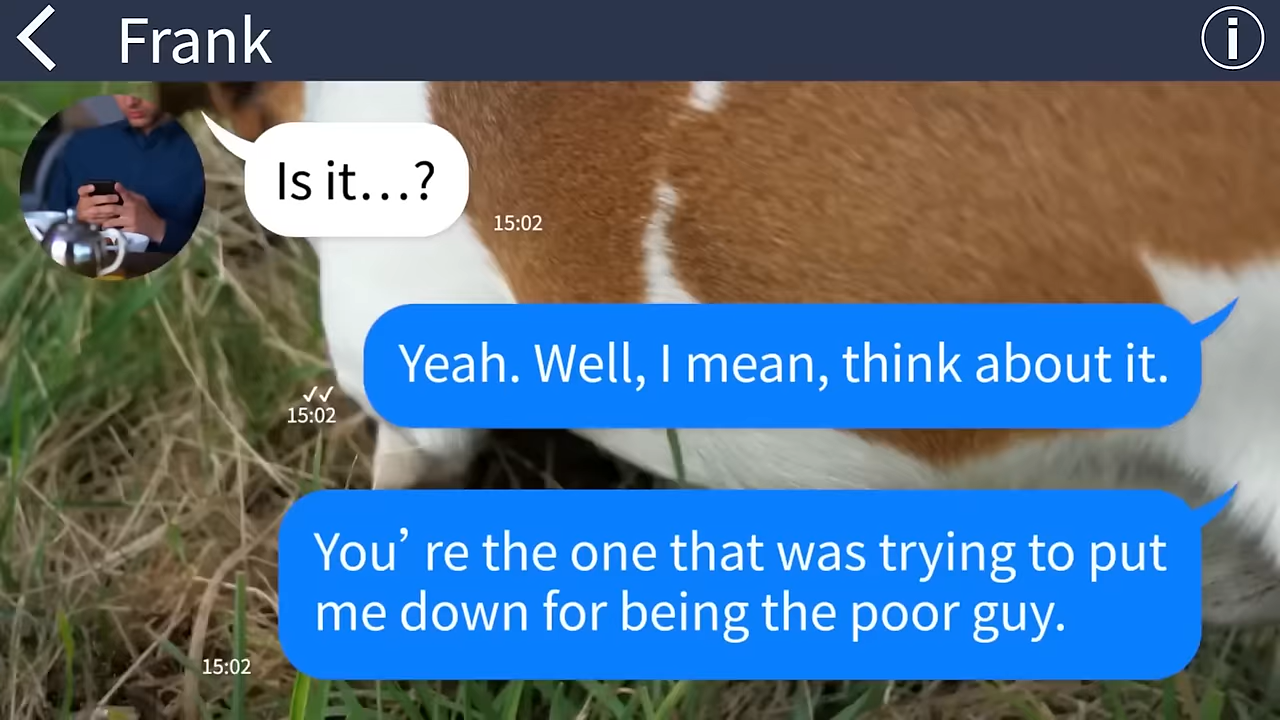 Frank
Is it…?
15:02
Yeah. Well, I mean, think about it.
15:02
You’ re the one that was trying to put
me down for being the poor guy.
15:02